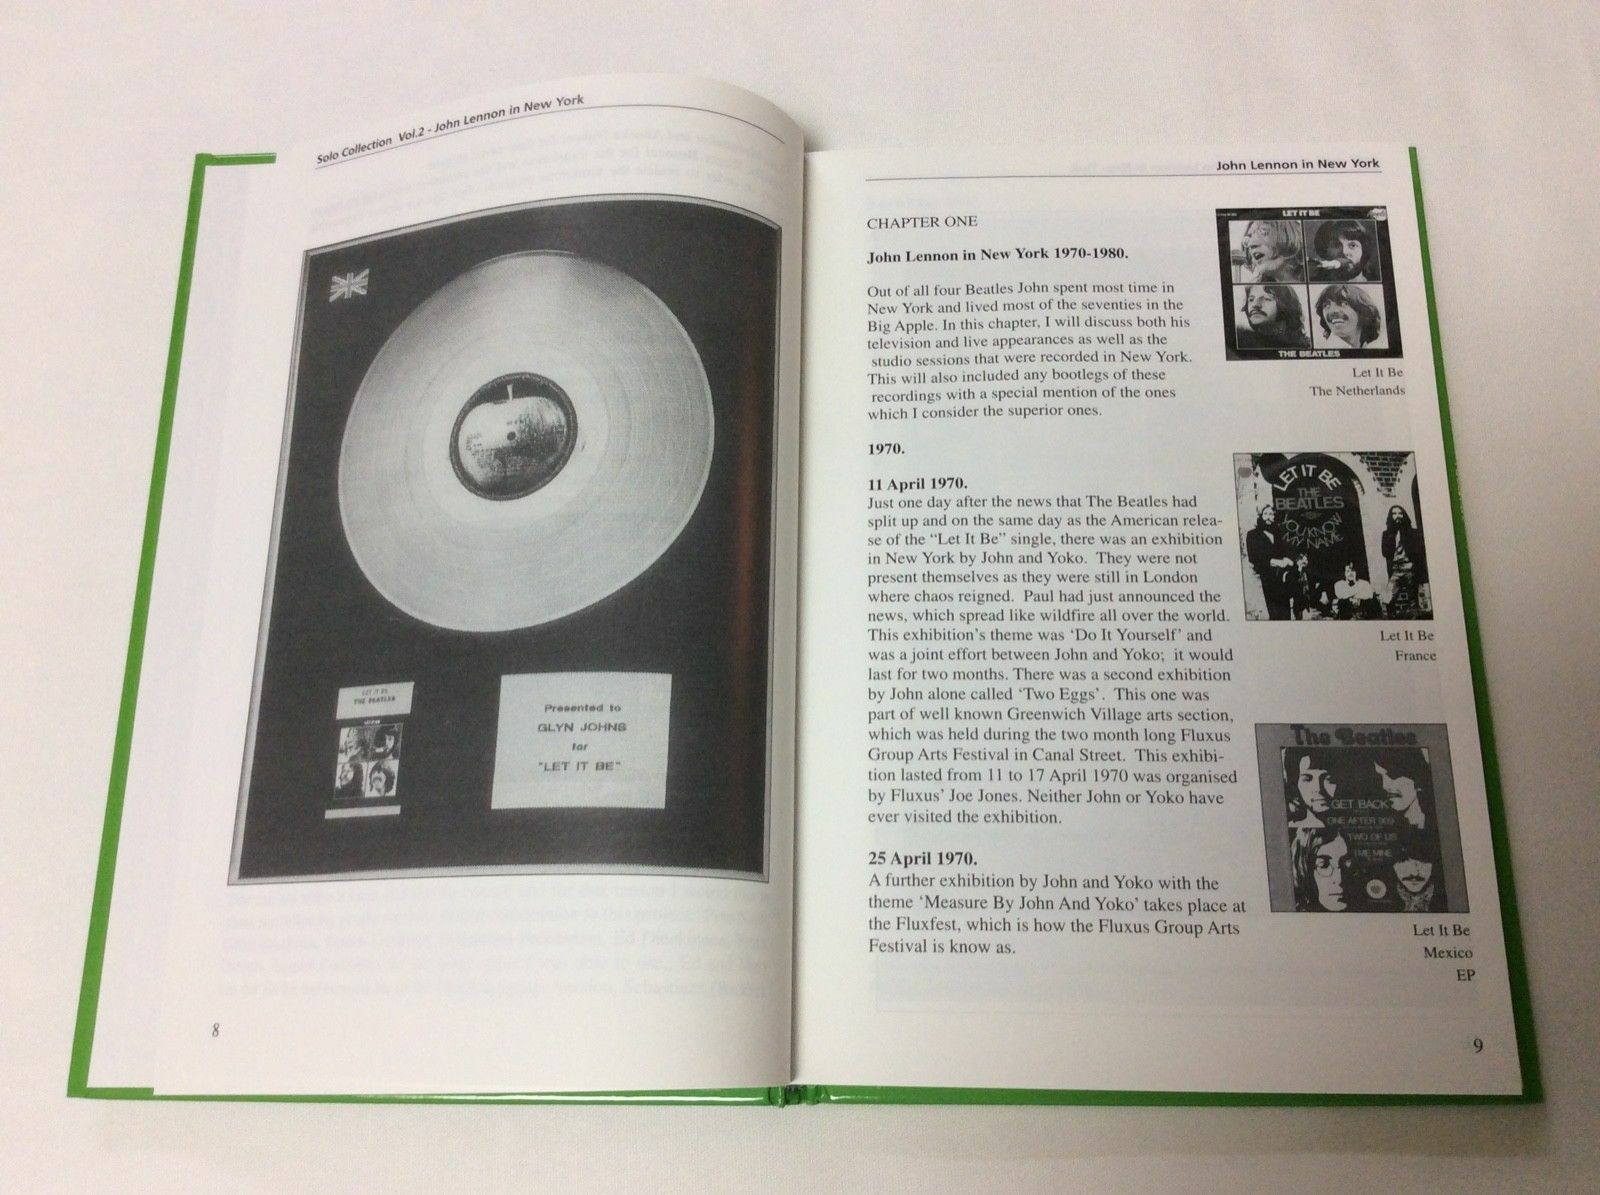 Solo Collection Vol.2 - John Lennon in New York
LET IT BE
THE BEATLES
Presented to
GLYN JOHNS
for
"LET IT BE"
8
John Lennon in New York
CHAPTER ONE
John Lennon in New York 1970-1980.
Out of all four Beatles John spent most time in
New York and lived most of the seventies in the
Big Apple. In this chapter, I will discuss both his
television and live appearances as well as the
studio sessions that were recorded in New York.
This will also included any bootlegs of these
recordings with a special mention of the ones
which I consider the superior ones.
1970.
11 April 1970.
Just one day after the news that The Beatles had
split up and on the same day as the American relea-
se of the “Let It Be” single, there was an exhibition
in New York by John and Yoko. They were not
present themselves as they were still in London
where chaos reigned. Paul had just announced the
news, which spread like wildfire all over the world.
This exhibition’s theme was ‘Do It Yourself’ and
was a joint effort between John and Yoko; it would
last for two months. There was a second exhibition
by John alone called ‘Two Eggs’. This one was
part of well known Greenwich Village arts section,
which was held during the two month long Fluxus
Group Arts Festival in Canal Street. This exhibi-
tion lasted from 11 to 17 April 1970 was organised
by Fluxus’ Joe Jones. Neither John or Yoko have
ever visited the exhibition.
25 April 1970.
A further exhibition by John and Yoko with the
theme ‘Measure By John And Yoko’ takes place at
the Fluxfest, which is how the Fluxus Group Arts
Festival is know as.
LET IT BE
THE BEATLES
Let It Be
The Netherlands
LET IT BE
THE
BEATLES
YOU KNOW
MY NAME
Let It Be
France
The Beatles
GET BACK
ONE AFTER 909
TWO OF US
I ME MINE
Let It Be
Mexico
EP
9